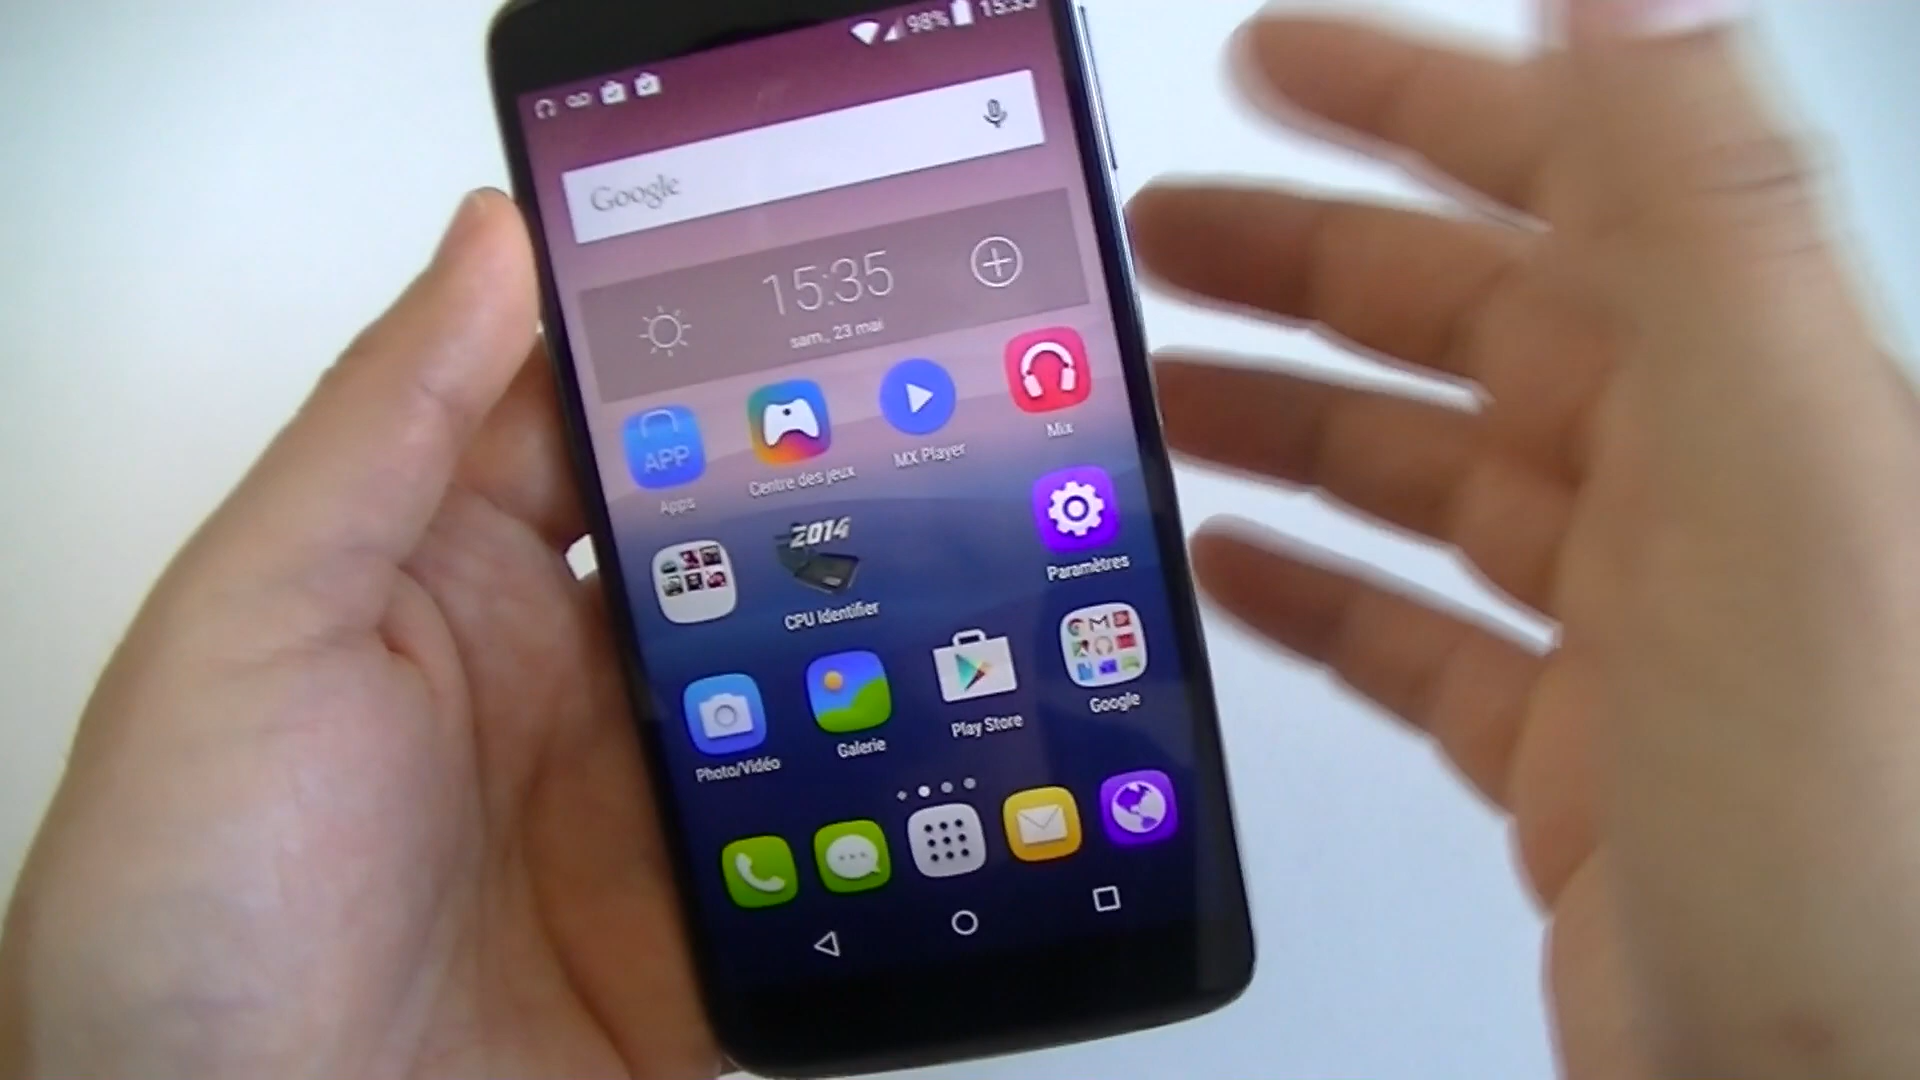 98% 15:35
Google
15:35
sam., 23 mai
APP
Apps
Centre des jeux
MX Player
Mix
2014
CPU Identifier
Paramètres
Photo/Vidéo
Galerie
Play Store
Google